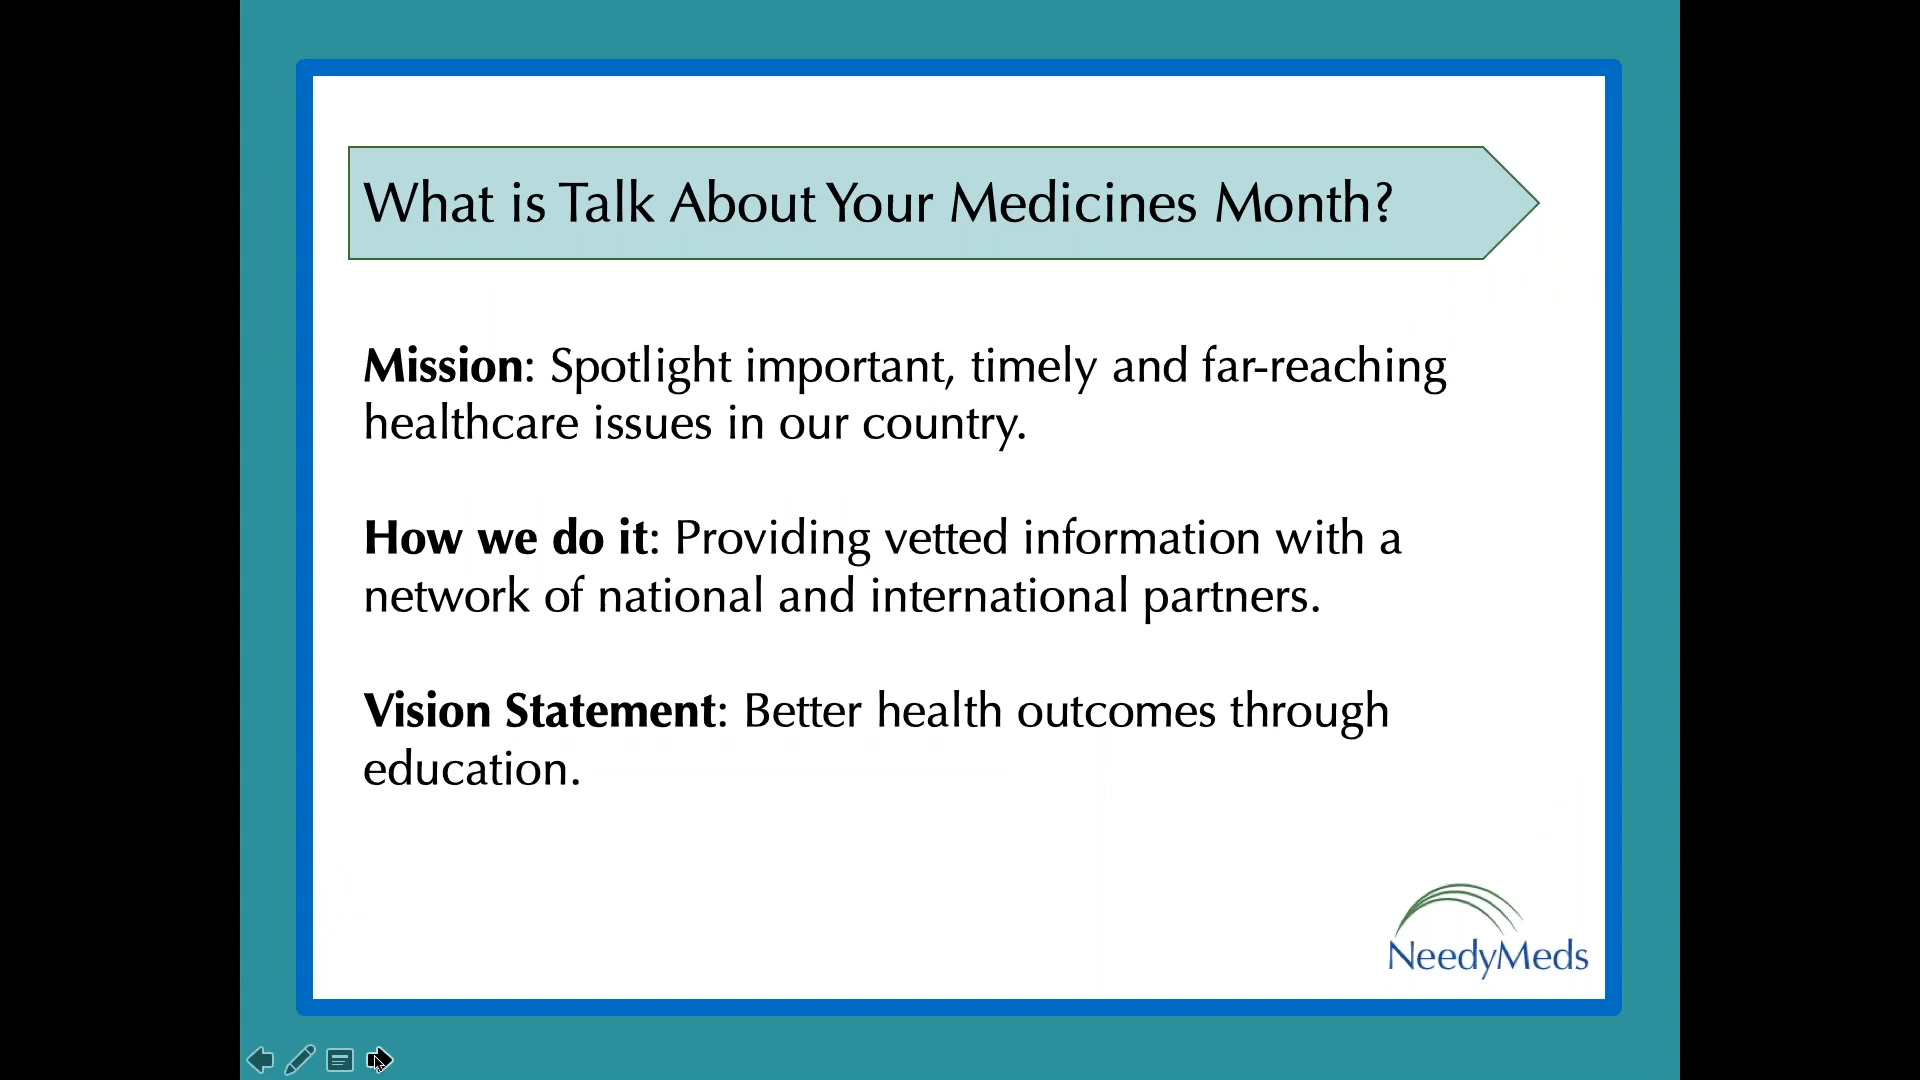 What is Talk About Your Medicines Month?
Mission: Spotlight important, timely and far-reaching
healthcare issues in our country.
How we do it: Providing vetted information with a
network of national and international partners.
Vision Statement: Better health outcomes through
education.
NeedyMeds